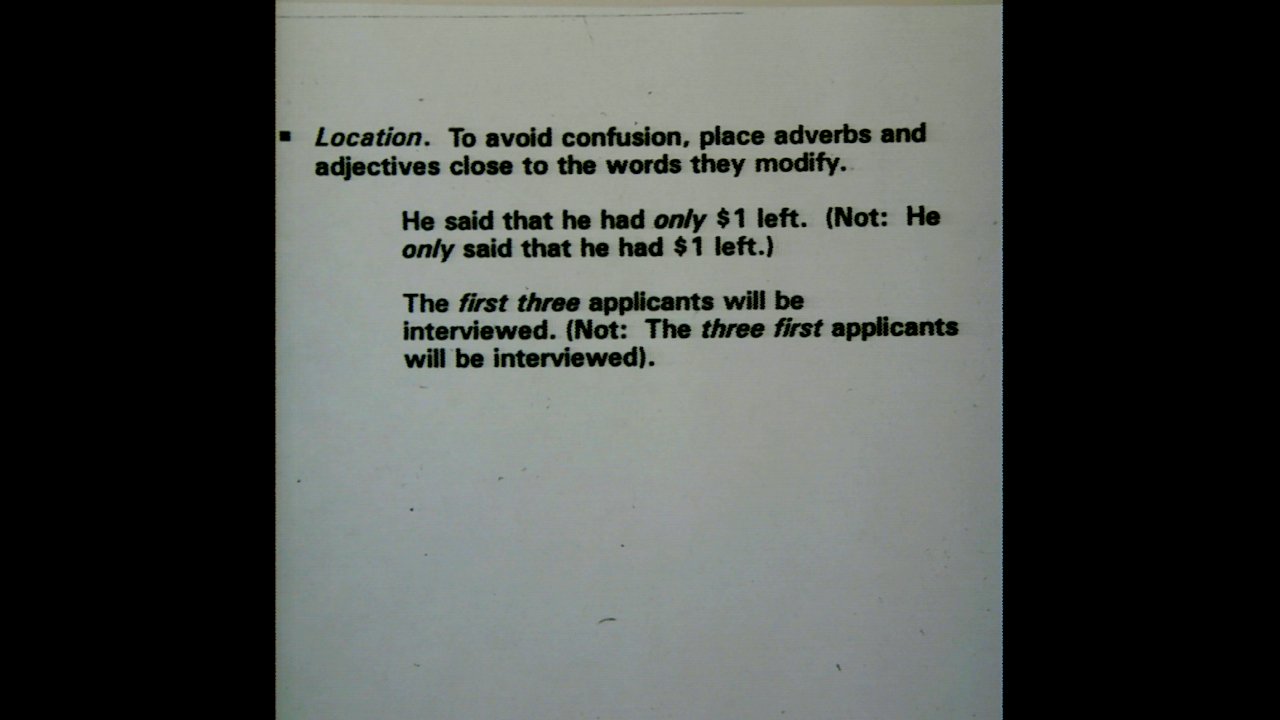 ▪ Location. To avoid confusion, place adverbs and
adjectives close to the words they modify.
He said that he had only $1 left. (Not: He
only said that he had $1 left.)
The first three applicants will be
interviewed. (Not: The three first applicants
will be interviewed).